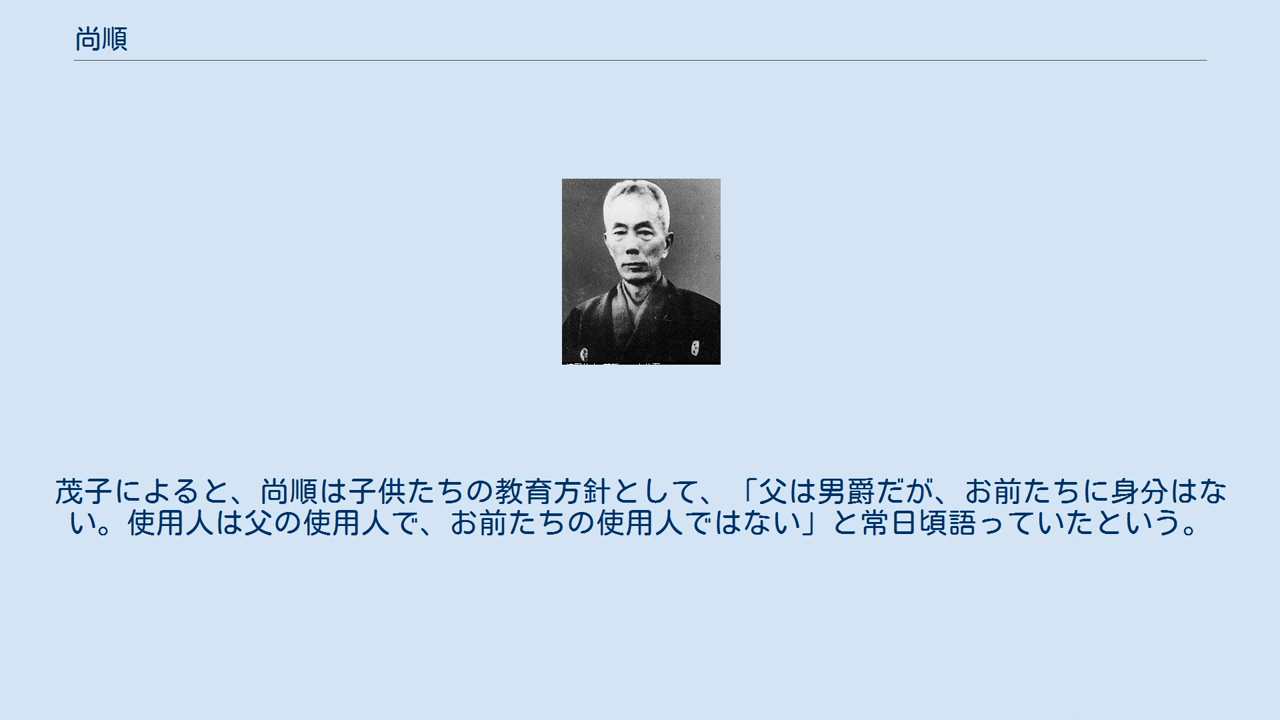 尚順
茂子によると、尚順は子供たちの教育方針として、「父は男爵だが、お前たちに身分はな
い。使用人は父の使用人で、お前たちの使用人ではない」と常日頃語っていたという。